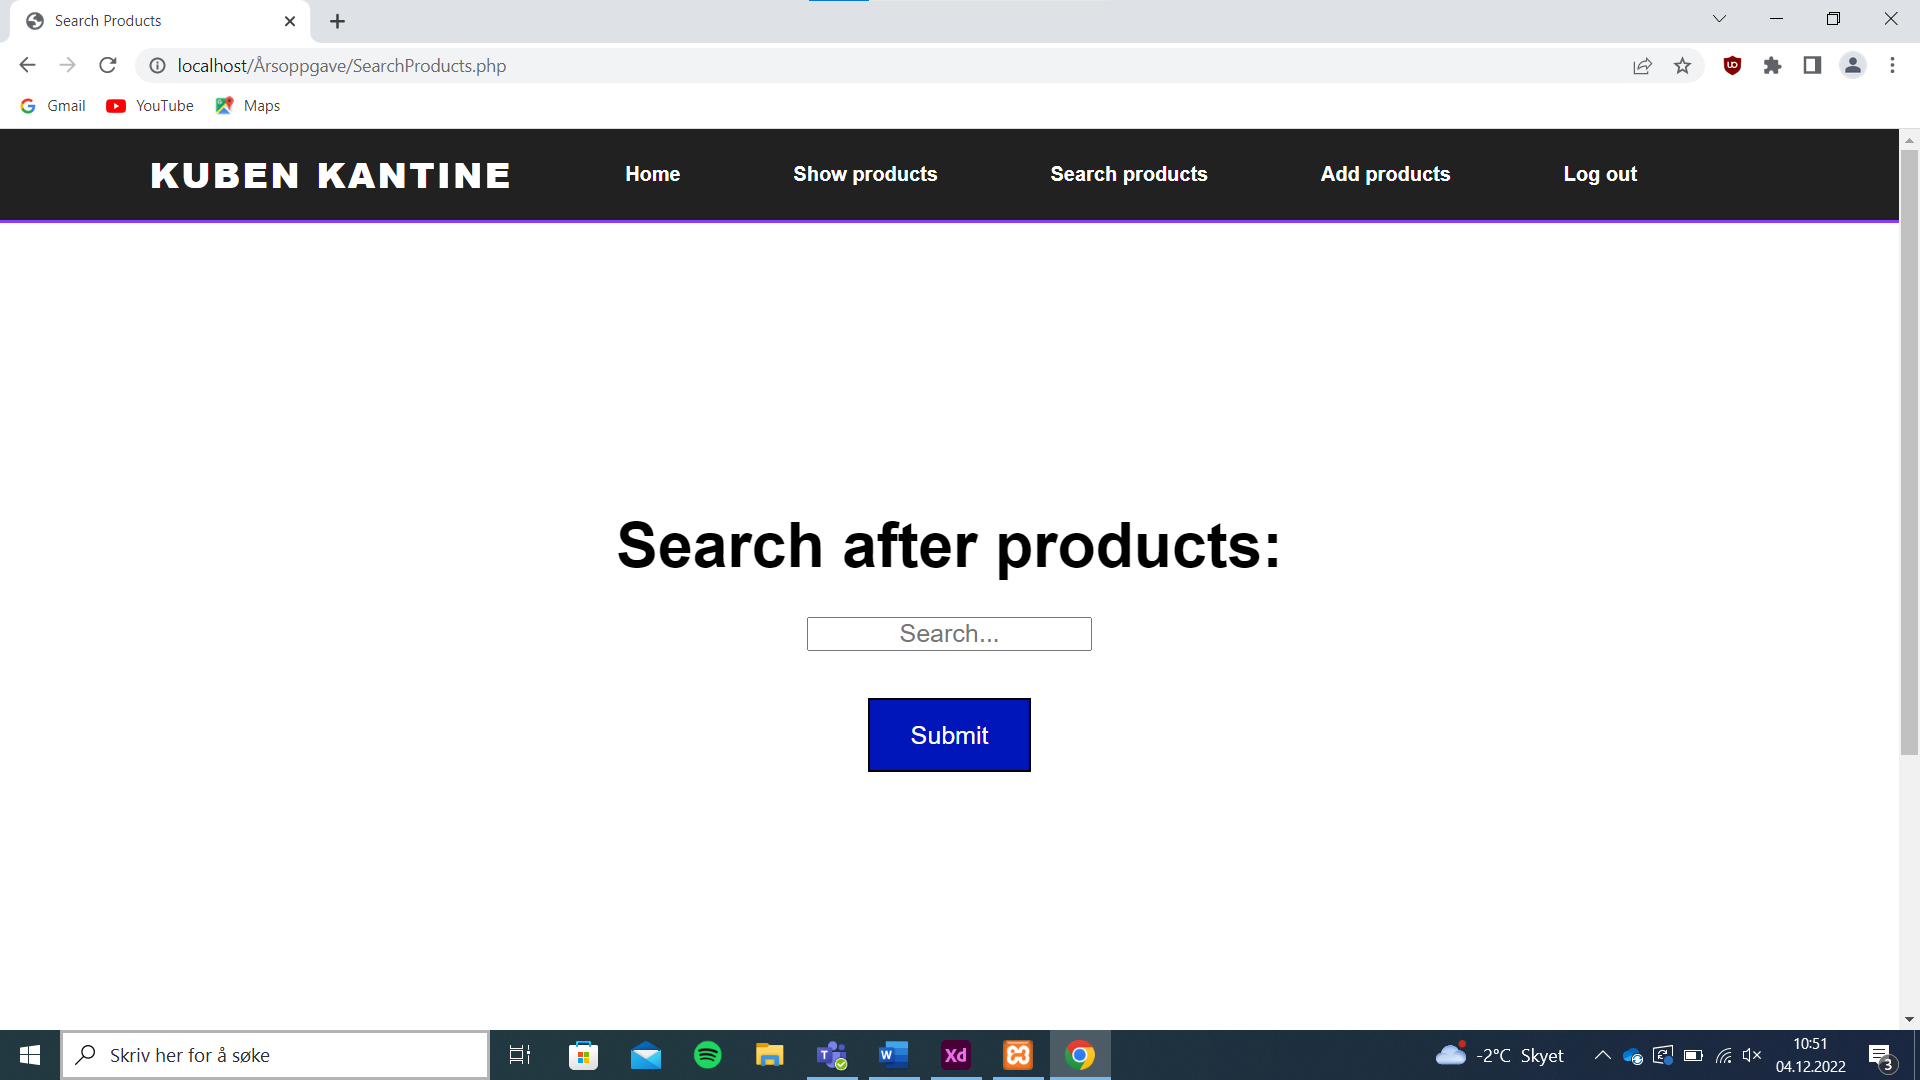 Search Products
localhost/Årsoppgave/SearchProducts.php
Gmail YouTube Maps
KUBEN KANTINE Home Show products Search products Add products Log out
Search after products:
Search...
Submit
Skriv her for å søke
-2°C Skyet
10:51
04.12.2022
3